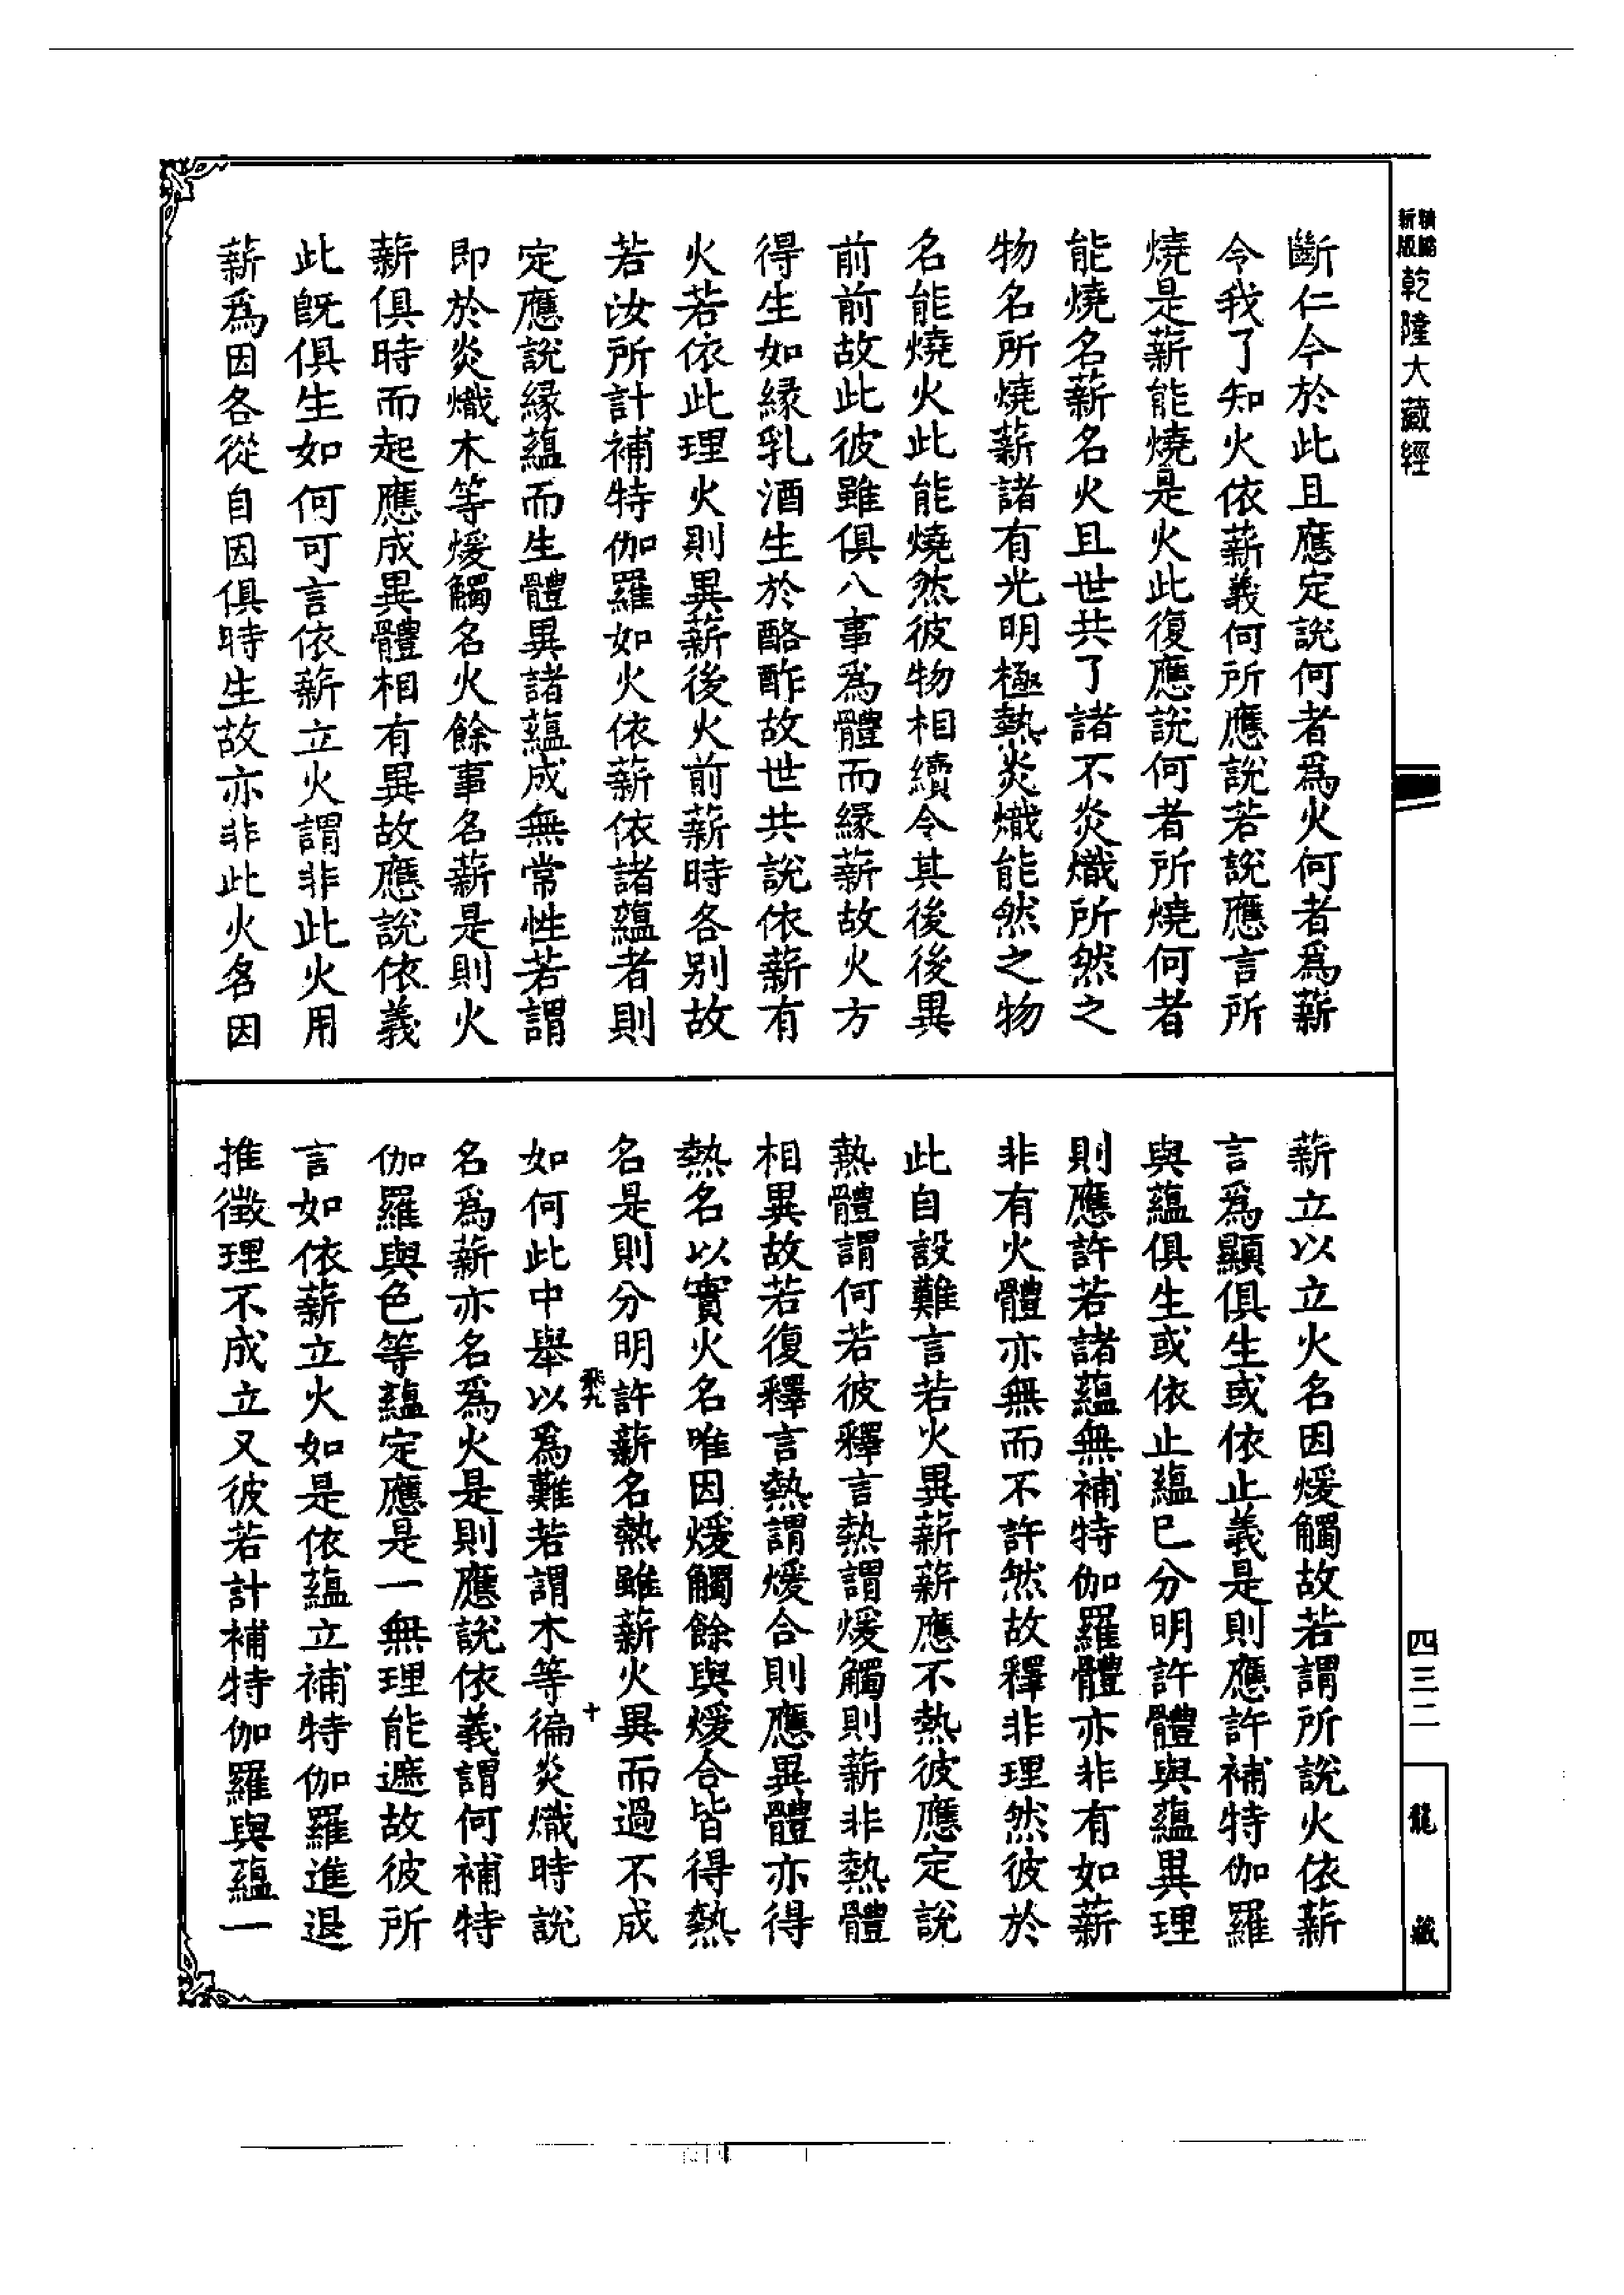 精編
新版
乾隆大藏經
斷仁今於此且應定說何者為火何者為薪
令我了知火依薪義何所應說若說應言所
燒是薪能燒是火此復應說何者所燒何者
能燒名薪名火且世共了諸不炎熾所然之
物名所燒薪諸有光明極熱炎熾能然之物
名能燒火此能燒然彼物相續令其後後異
前前故此彼雖俱八事為體而緣薪故火方
得生如緣乳酒生於酪酢故世共說依薪有
火若依此理火則異薪後火前薪時各別故
若汝所計補特伽羅如火依薪依諸蘊者則
定應說緣蘊而生體異諸蘊成無常性若謂
即於炎熾木等煖觸名火餘事名薪是則火
薪俱時而起應成異體相有異故應說依義
此既俱生如何可言依薪立火謂非此火用
薪為因各從自因俱時生故亦非此火名因
薪立以立火名因煖觸故若謂所說火依薪
言為顯俱生或依止義是則應許補特伽羅
與蘊俱生或依止蘊已分明許體與蘊異理
則應許若諸蘊無補特伽羅體亦非有如薪
非有火體亦無而不許然故釋非理然彼於
此自設難言若火異薪薪應不熱彼應定說
熱體謂何若彼釋言熱謂煖觸則薪非熱體
相異故若復釋言熱謂煖合則應異體亦得
熱名以實火名唯因煖觸餘與煖合皆得熱
名是則分明許薪名熱雖薪火異而過不成
飛九
十
如何此中舉以為難若謂木等徧炎熾時說
名為薪亦名為火是則應說依義謂何補特
伽羅與色等蘊定應是一無理能遮故彼所
言如依薪立火如是依蘊立補特伽羅進退
推徵理不成立又彼若計補特伽羅與蘊一
四三二
龍藏